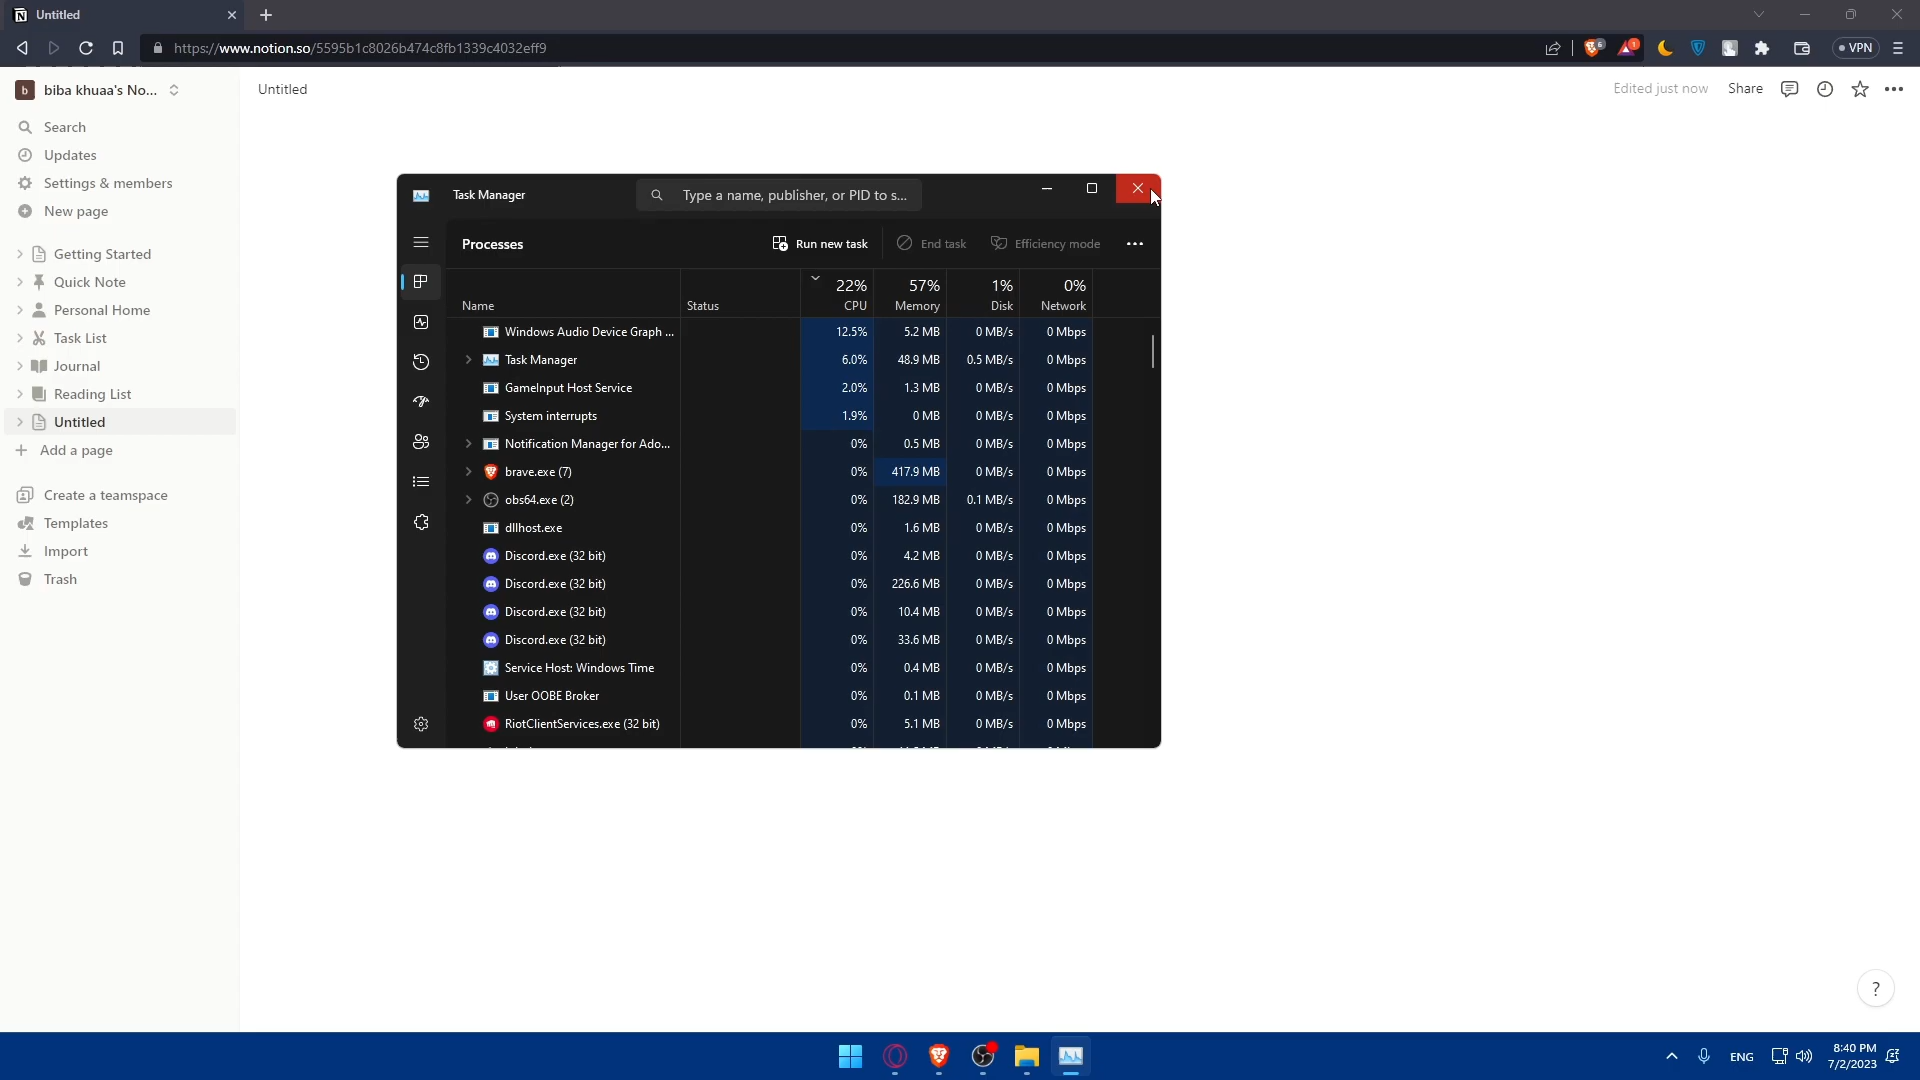 Untitled
https://www.notion.so/5595b1c8026b474c8fb1339c4032eff9
6
1
VPN
b
biba khuaa's No...
Untitled
Edited just now
Share
Search
Updates
Settings & members
New page
Getting Started
Quick Note
Personal Home
Task List
Journal
Reading List
Untitled
Add a page
Create a teamspace
Templates
Import
Trash
Task Manager
Type a name, publisher, or PID to s...
Processes
Run new task
End task
Efficiency mode
22% 57% 1% 0%
Name Status CPU Memory Disk Network
Windows Audio Device Graph ... 12.5% 5.2 MB 0 MB/s 0 Mbps
Task Manager 6.0% 48.9 MB 0.5 MB/s 0 Mbps
GameInput Host Service 2.0% 1.3 MB 0 MB/s 0 Mbps
System interrupts 1.9% 0 MB 0 MB/s 0 Mbps
Notification Manager for Ado... 0% 0.5 MB 0 MB/s 0 Mbps
brave.exe (7) 0% 417.9 MB 0 MB/s 0 Mbps
obs64.exe (2) 0% 182.9 MB 0.1 MB/s 0 Mbps
dllhost.exe 0% 1.6 MB 0 MB/s 0 Mbps
Discord.exe (32 bit) 0% 4.2 MB 0 MB/s 0 Mbps
Discord.exe (32 bit) 0% 226.6 MB 0 MB/s 0 Mbps
Discord.exe (32 bit) 0% 10.4 MB 0 MB/s 0 Mbps
Discord.exe (32 bit) 0% 33.6 MB 0 MB/s 0 Mbps
Service Host: Windows Time 0% 0.4 MB 0 MB/s 0 Mbps
User OOBE Broker 0% 0.1 MB 0 MB/s 0 Mbps
RiotClientServices.exe (32 bit) 0% 5.1 MB 0 MB/s 0 Mbps
?
ENG
8:40 PM
7/2/2023